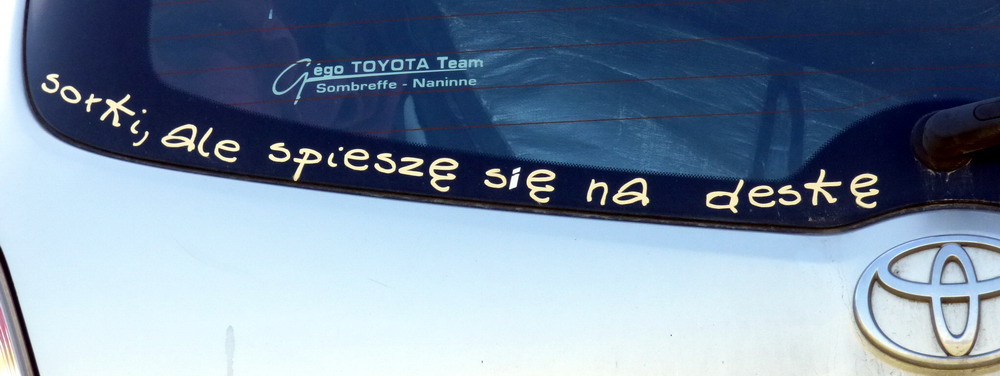 Gégo TOYOTA Team
Sombreffe - Naninne
sorki, ale spieszę się na deskę